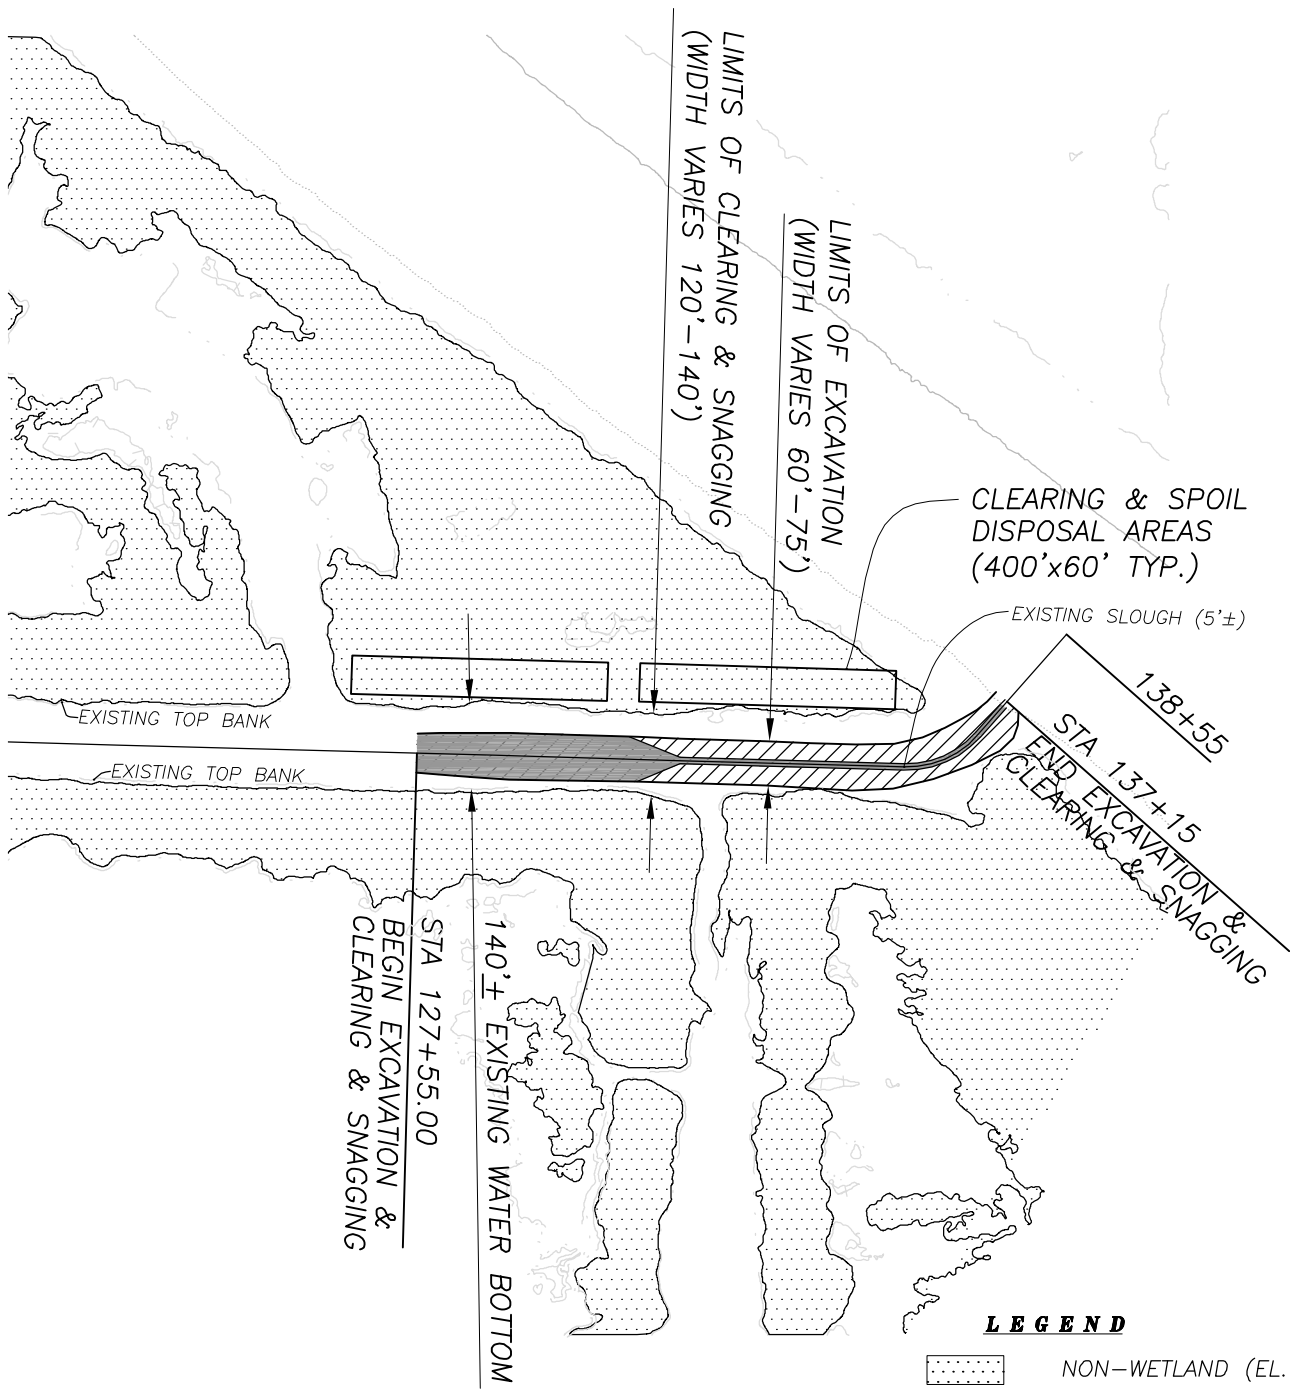 LIMITS OF CLEARING & SNAGGING
(WIDTH VARIES 120'-140')
LIMITS OF EXCAVATION
(WIDTH VARIES 60'-75')
CLEARING & SPOIL
DISPOSAL AREAS
(400'x60' TYP.)
EXISTING SLOUGH (5'±)
138+55
STA 137+15
END EXCAVATION &
CLEARING & SNAGGING
EXISTING TOP BANK
EXISTING TOP BANK
STA 127+55.00
BEGIN EXCAVATION &
CLEARING & SNAGGING
140'± EXISTING WATER BOTTOM
LEGEND
NON-WETLAND (EL.